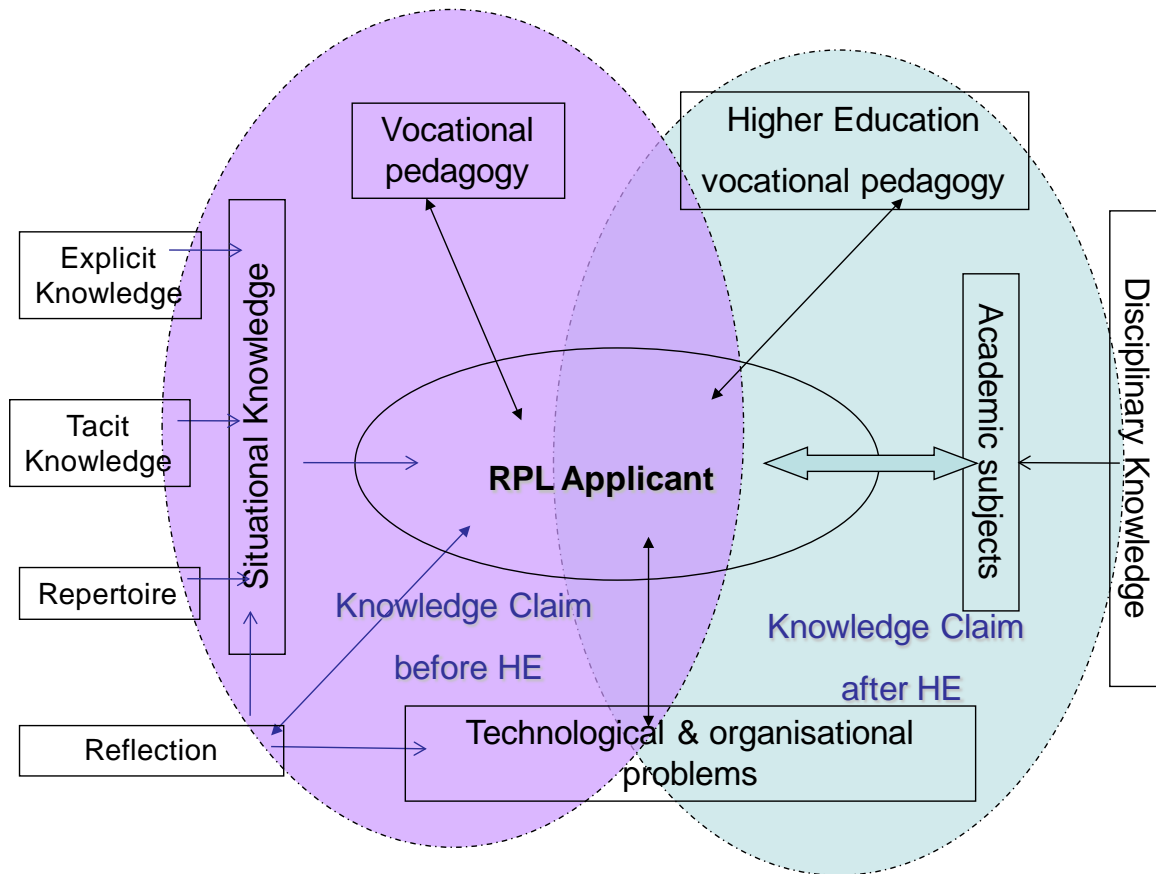 Vocational
pedagogy
Higher Education
vocational pedagogy
Explicit
Knowledge
Situational Knowledge
Academic subjects
Disciplinary Knowledge
Tacit
Knowledge
RPL Applicant
Repertoire
Knowledge Claim
before HE
Knowledge Claim
after HE
Reflection
Technological & organisational
problems